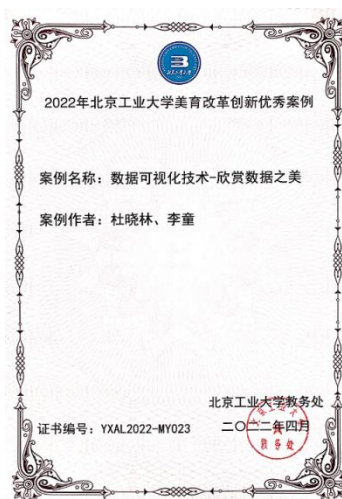 2022年北京工业大学美育改革创新优秀案例
案例名称：数据可视化技术-欣赏数据之美
案例作者：杜晓林、李童
北京工业大学教务处
证书编号：YXAL2022-MY023
二〇二二年四月